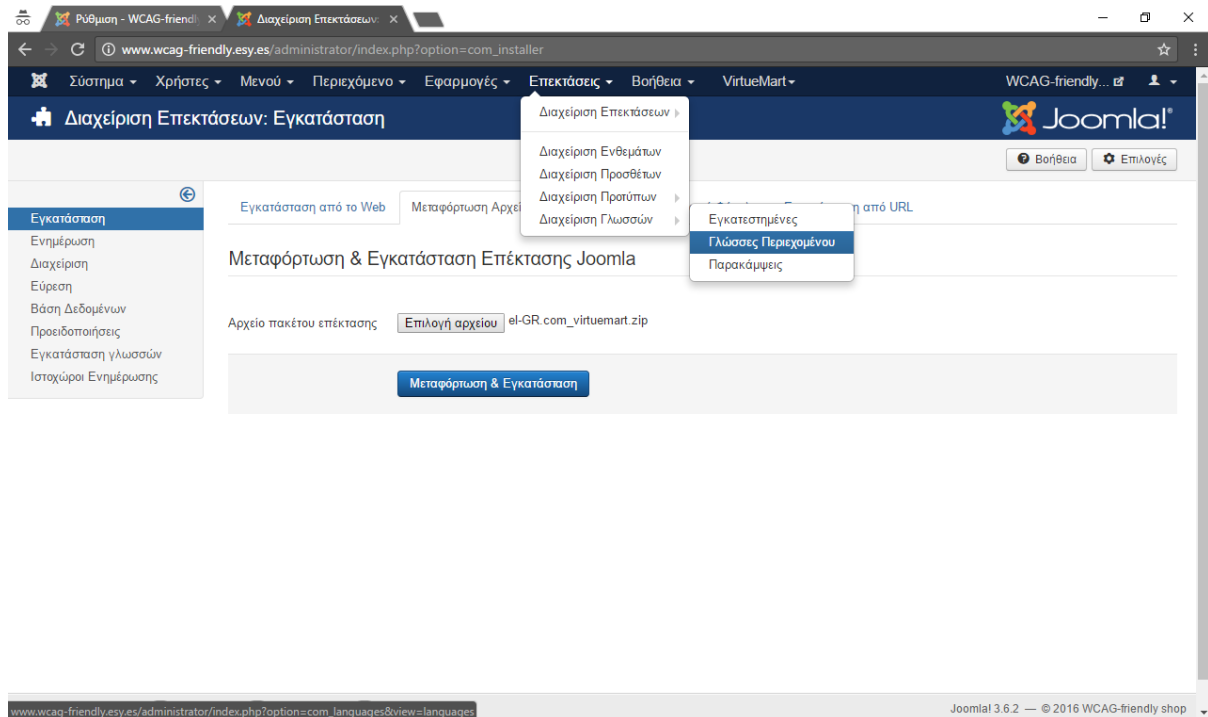 Ρύθμιση - WCAG-friendl
Διαχείριση Επεκτάσεων:
www.wcag-friendly.esy.es/administrator/index.php?option=com_installer
Σύστημα Χρήστες Μενού Περιεχόμενο Εφαρμογές Επεκτάσεις Βοήθεια VirtueMart WCAG-friendly...
Διαχείριση Επεκτάσεων: Εγκατάσταση
Joomla!®
Διαχείριση Επεκτάσεων
Διαχείριση Ενθεμάτων
Διαχείριση Προσθέτων
Διαχείριση Προτύπων
Διαχείριση Γλωσσών
Εγκατεστημένες
Γλώσσες Περιεχομένου
Παρακάμψεις
Βοήθεια Επιλογές
Εγκατάσταση
Ενημέρωση
Διαχείριση
Εύρεση
Βάση Δεδομένων
Προειδοποιήσεις
Εγκατάσταση γλωσσών
Ιστοχώροι Ενημέρωσης
Εγκατάσταση από το Web Μεταφόρτωση Αρχεί από URL
Μεταφόρτωση & Εγκατάσταση Επέκτασης Joomla
Αρχείο πακέτου επέκτασης Επιλογή αρχείου el-GR.com_virtuemart.zip
Μεταφόρτωση & Εγκατάσταση
www.wcag-friendly.esy.es/administrator/index.php?option=com_languages&view=languages
Joomla! 3.6.2 — © 2016 WCAG-friendly shop